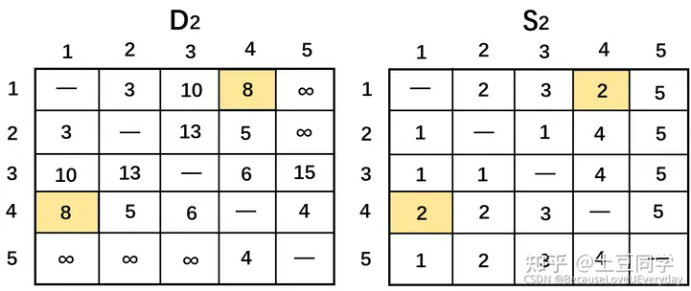 D2 S2
1 2 3 4 5 1 2 3 4 5
1 — 3 10 8 ∞ 1 — 2 3 2 5
2 3 — 13 5 ∞ 2 1 — 1 4 5
3 10 13 — 6 15 3 1 1 — 4 5
4 8 5 6 — 4 4 2 2 3 — 5
5 ∞ ∞ ∞ 4 — 5 1 2 3 4 —
知乎 @土豆同学
CSDN @BecauseLoveUEveryday